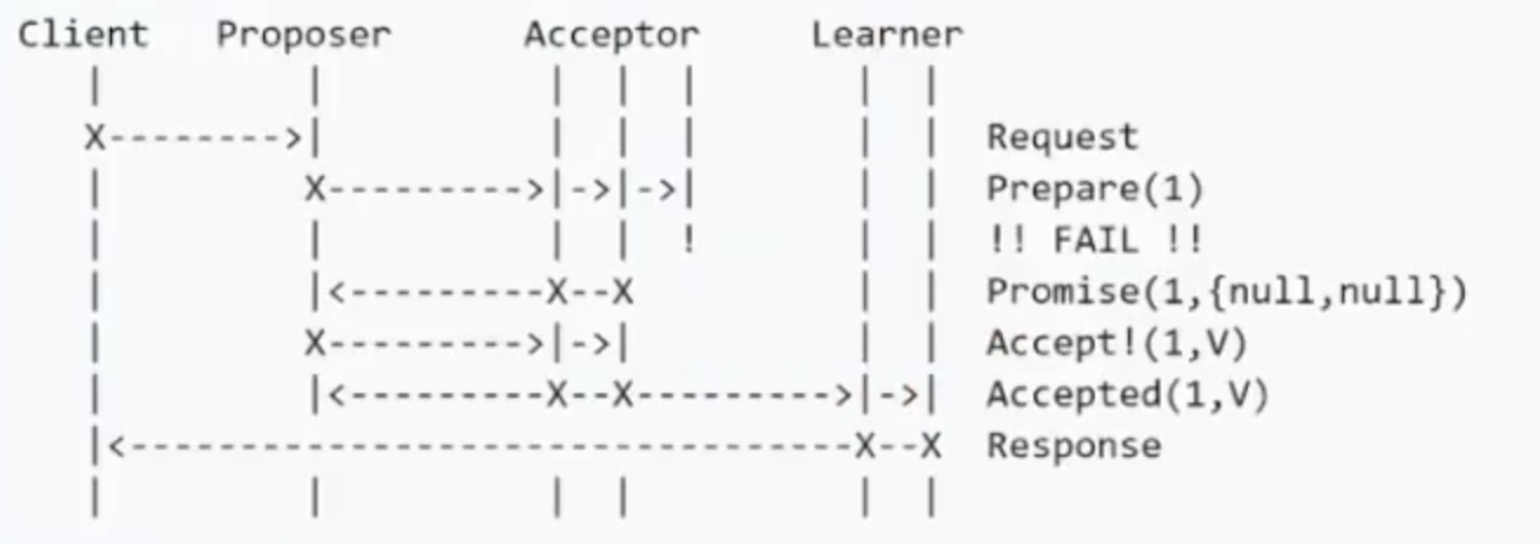 Client   Proposer      Acceptor     Learner
   |         |          |  |  |       |  |
   X-------->|          |  |  |       |  |  Request
   |         X--------->|->|->|       |  |  Prepare(1)
   |         |          |  |  !       |  |  !! FAIL !!
   |         |<---------X--X          |  |  Promise(1,{null,null})
   |         X--------->|->|          |  |  Accept!(1,V)
   |         |<---------X--X--------->|->|  Accepted(1,V)
   |<---------------------------------X--X  Response
   |         |          |  |          |  |